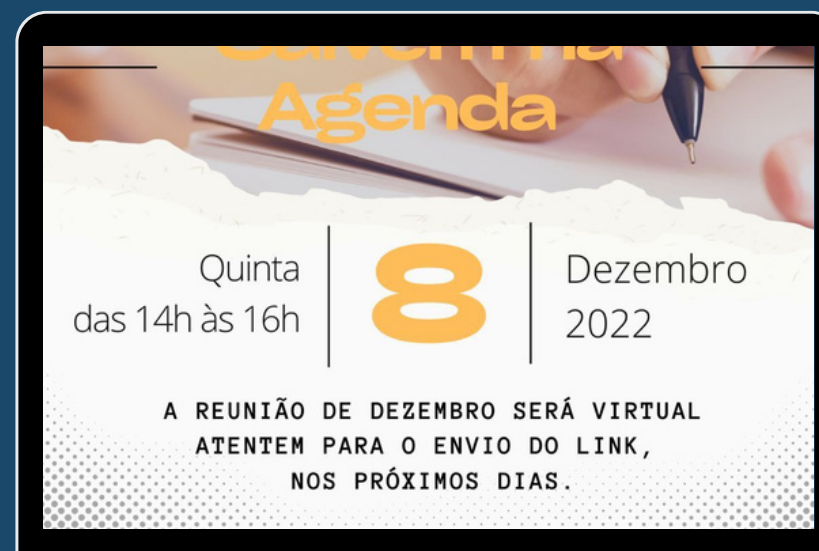 Agenda
Quinta
das 14h às 16h
8
Dezembro
2022
A REUNIÃO DE DEZEMBRO SERÁ VIRTUAL
ATENTEM PARA O ENVIO DO LINK,
NOS PRÓXIMOS DIAS.